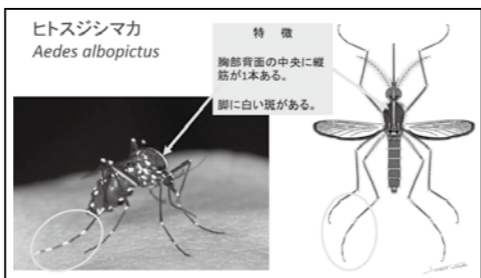 ヒトスジシマカ
Aedes albopictus
特 徴
胸部背面の中央に縦
筋が1本ある。
脚に白い斑がある。